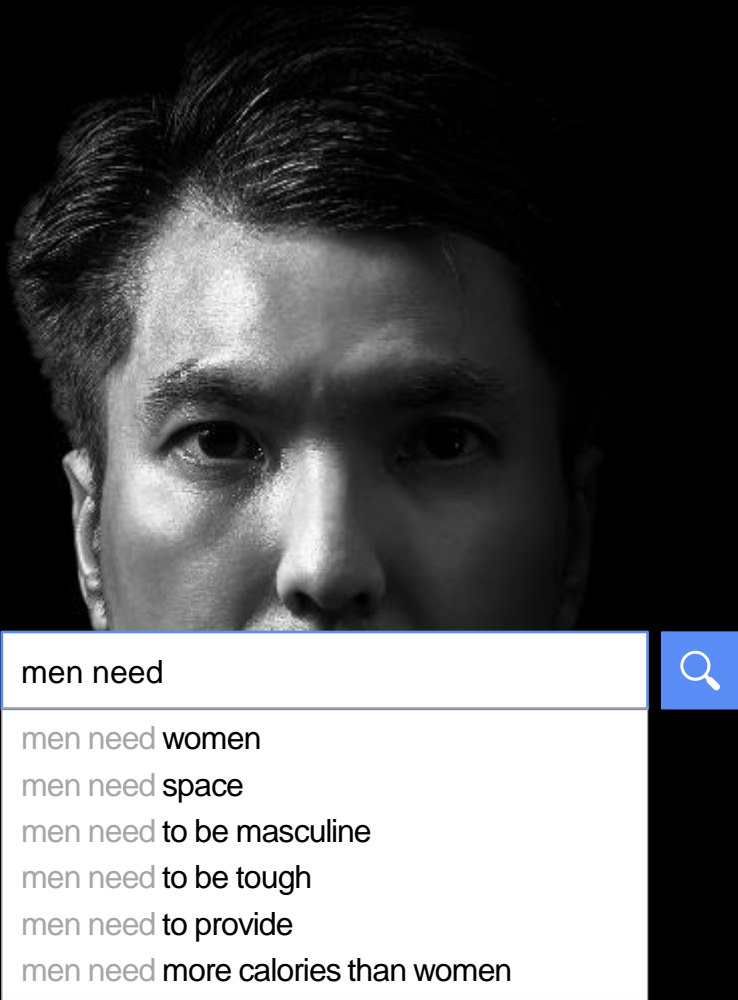 men need
men need women
men need space
men need to be masculine
men need to be tough
men need to provide
men need more calories than women